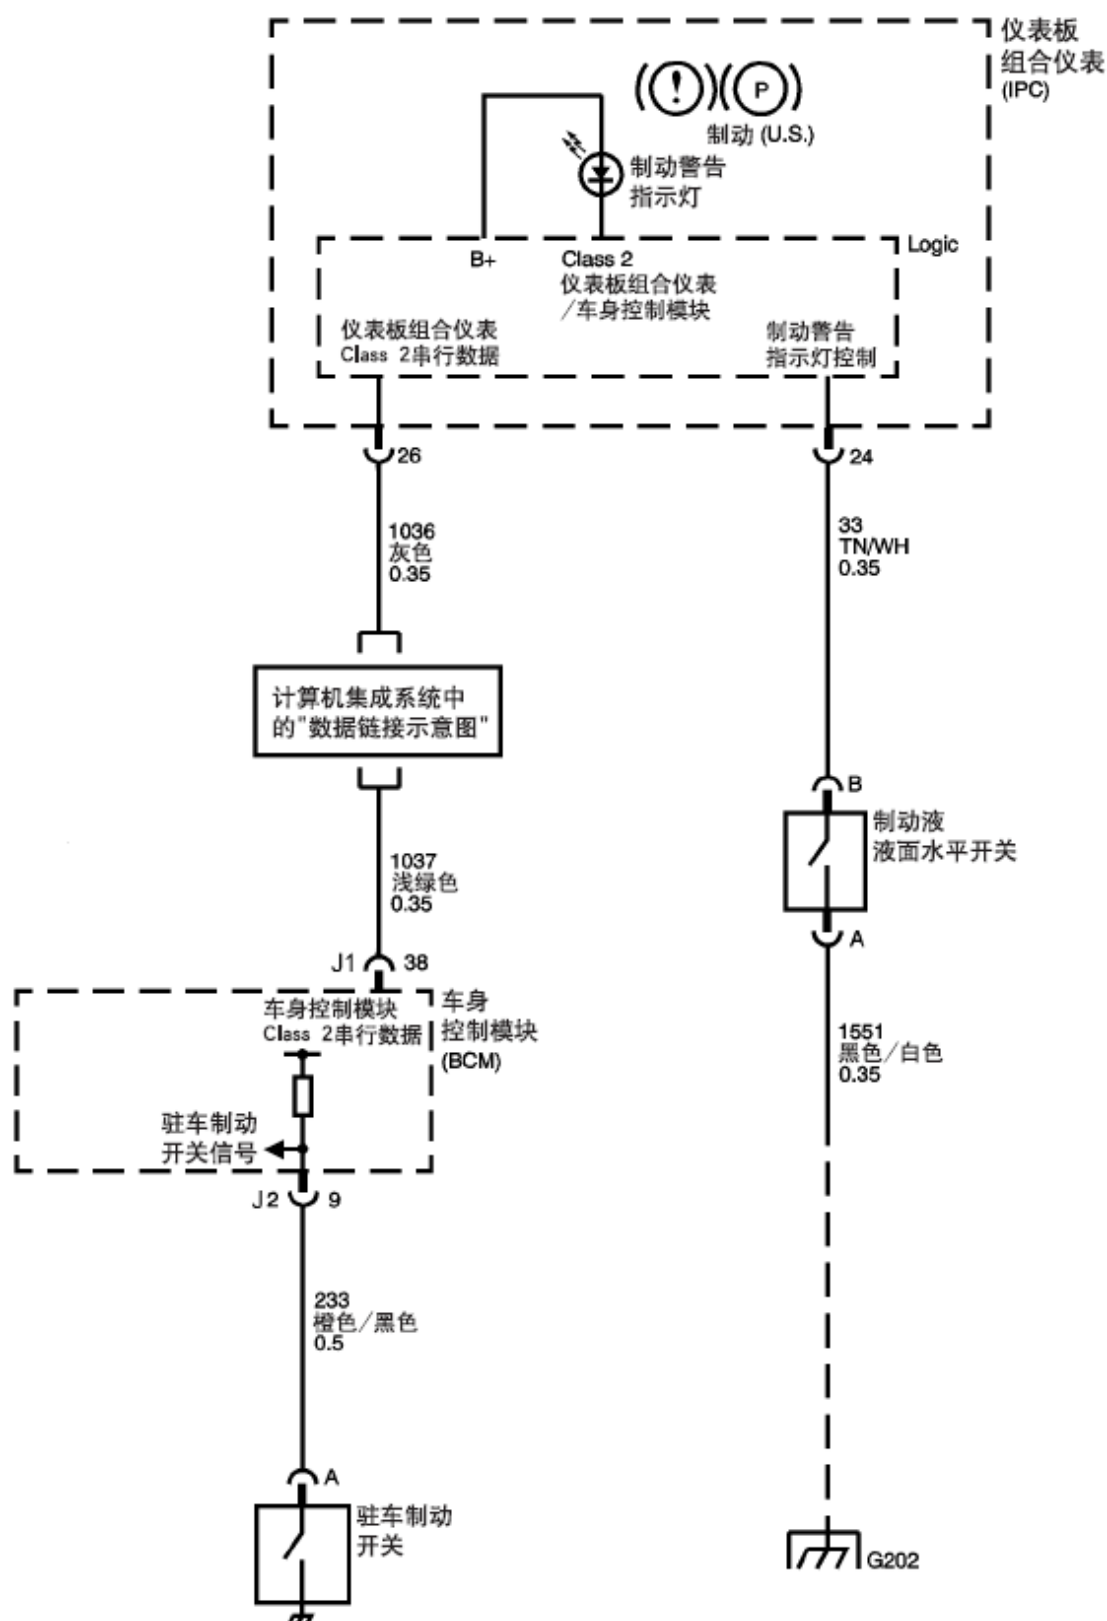 仪表板
组合仪表
(IPC)
P
制动 (U.S.)
制动警告
指示灯
Logic
B+
Class 2
仪表板组合仪表
/车身控制模块
仪表板组合仪表
Class 2串行数据
制动警告
指示灯控制
26
24
1036
灰色
0.35
33
TN/WH
0.35
计算机集成系统中
的"数据链接示意图"
B
制动液
液面水平开关
A
1037
浅绿色
0.35
J1
38
车身控制模块
Class 2串行数据
车身
控制模块
(BCM)
1551
黑色/白色
0.35
驻车制动
开关信号
J2
9
233
橙色/黑色
0.5
A
驻车制动
开关
G202